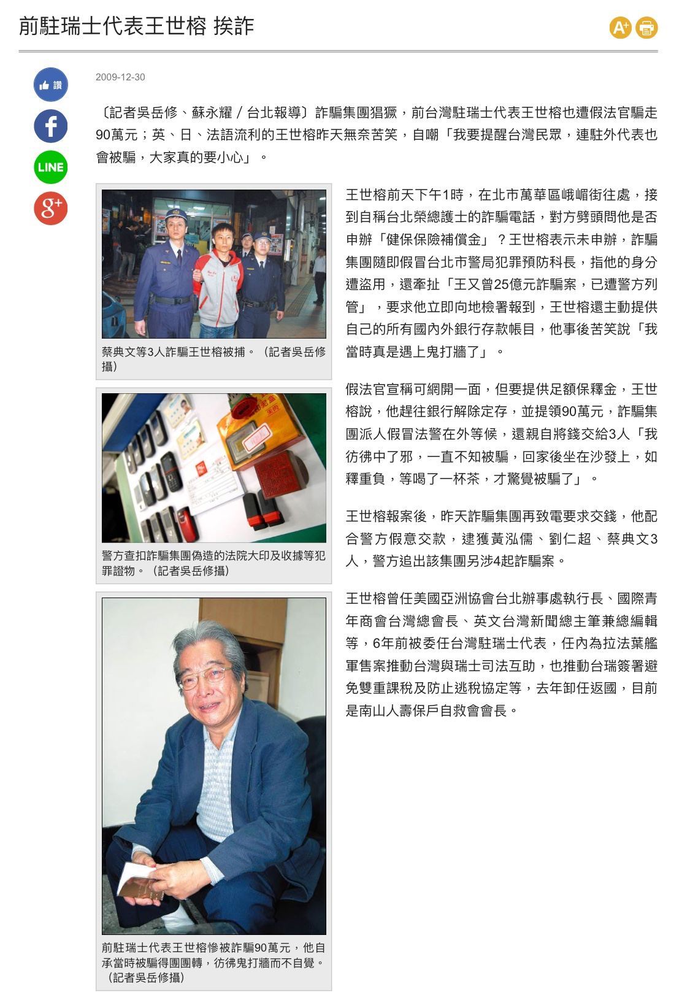 前駐瑞士代表王世榕 挨詐
A+
讚
f
LINE
g+
2009-12-30
〔記者吳岳修、蘇永耀／台北報導〕詐騙集團猖獗，前台灣駐瑞士代表王世榕也遭假法官騙走
90萬元；英、日、法語流利的王世榕昨天無奈苦笑，自嘲「我要提醒台灣民眾，連駐外代表也
會被騙，大家真的要小心」。
蔡典文等3人詐騙王世榕被捕。（記者吳岳修
攝）
警方查扣詐騙集團偽造的法院大印及收據等犯
罪證物。（記者吳岳修攝）
前駐瑞士代表王世榕慘被詐騙90萬元，他自
承當時被騙得團團轉，彷彿鬼打牆而不自覺。
（記者吳岳修攝）
王世榕前天下午1時，在北市萬華區峨嵋街往處，接
到自稱台北榮總護士的詐騙電話，對方劈頭問他是否
申辦「健保保險補償金」？王世榕表示未申辦，詐騙
集團隨即假冒台北市警局犯罪預防科長，指他的身分
遭盜用，還牽扯「王又曾25億元詐騙案，已遭警方列
管」，要求他立即向地檢署報到，王世榕還主動提供
自己的所有國內外銀行存款帳目，他事後苦笑說「我
當時真是遇上鬼打牆了」。
假法官宣稱可網開一面，但要提供足額保釋金，王世
榕說，他趕往銀行解除定存，並提領90萬元，詐騙集
團派人假冒法警在外等候，還親自將錢交給3人「我
彷彿中了邪，一直不知被騙，回家後坐在沙發上，如
釋重負，等喝了一杯茶，才驚覺被騙了」。
王世榕報案後，昨天詐騙集團再致電要求交錢，他配
合警方假意交款，逮獲黃泓儒、劉仁超、蔡典文3
人，警方追出該集團另涉4起詐騙案。
王世榕曾任美國亞洲協會台北辦事處執行長、國際青
年商會台灣總會長、英文台灣新聞總主筆兼總編輯
等，6年前被委任台灣駐瑞士代表，任內為拉法葉艦
軍售案推動台灣與瑞士司法互助，也推動台瑞簽署避
免雙重課稅及防止逃稅協定等，去年卸任返國，目前
是南山人壽保戶自救會會長。